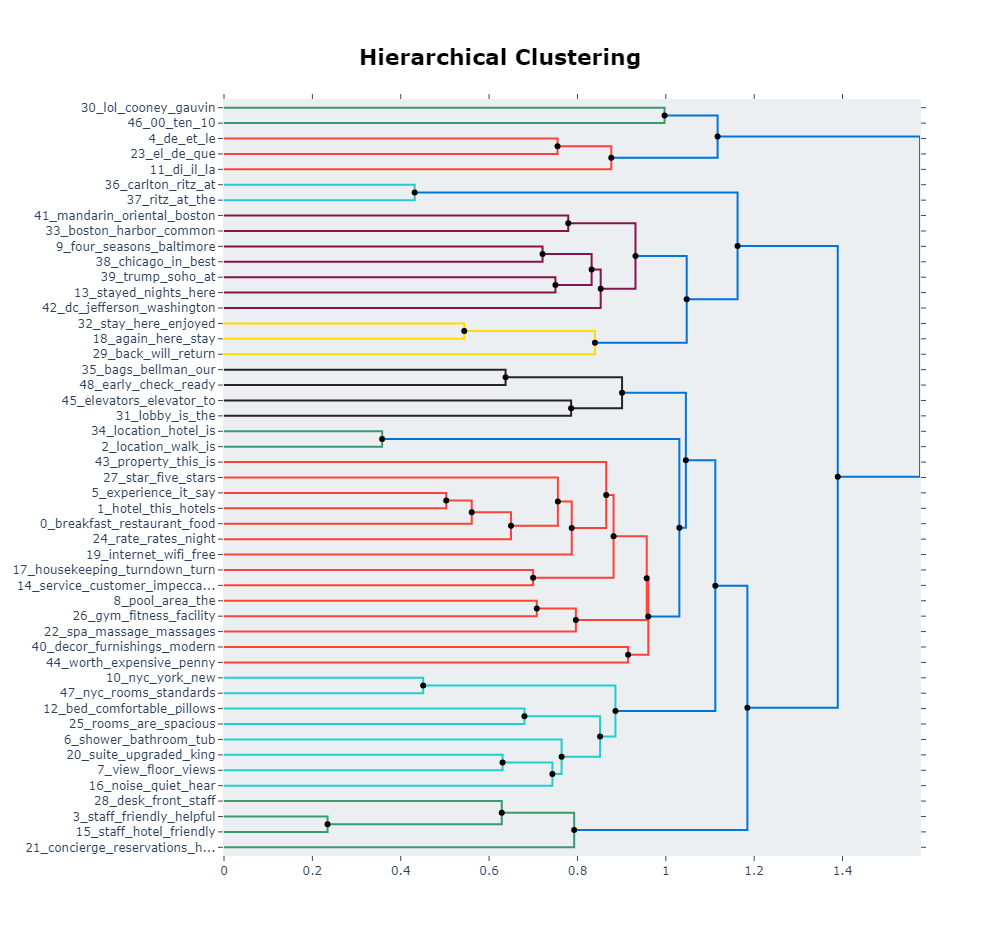 Hierarchical Clustering
30_lol_cooney_gauvin
46_00_ten_10
4_de_et_le
23_el_de_que
11_di_il_la
36_carlton_ritz_at
37_ritz_at_the
41_mandarin_oriental_boston
33_boston_harbor_common
9_four_seasons_baltimore
38_chicago_in_best
39_trump_soho_at
13_stayed_nights_here
42_dc_jefferson_washington
32_stay_here_enjoyed
18_again_here_stay
29_back_will_return
35_bags_bellman_our
48_early_check_ready
45_elevators_elevator_to
31_lobby_is_the
34_location_hotel_is
2_location_walk_is
43_property_this_is
27_star_five_stars
5_experience_it_say
1_hotel_this_hotels
0_breakfast_restaurant_food
24_rate_rates_night
19_internet_wifi_free
17_housekeeping_turndown_turn
14_service_customer_impecca...
8_pool_area_the
26_gym_fitness_facility
22_spa_massage_massages
40_decor_furnishings_modern
44_worth_expensive_penny
10_nyc_york_new
47_nyc_rooms_standards
12_bed_comfortable_pillows
25_rooms_are_spacious
6_shower_bathroom_tub
20_suite_upgraded_king
7_view_floor_views
16_noise_quiet_hear
28_desk_front_staff
3_staff_friendly_helpful
15_staff_hotel_friendly
21_concierge_reservations_h...
0 0.2 0.4 0.6 0.8 1 1.2 1.4